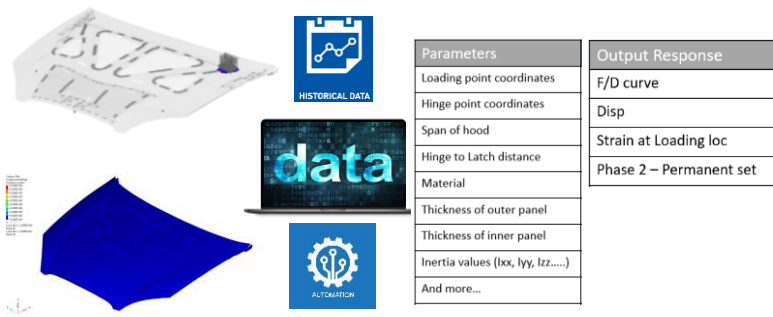 HISTORICAL DATA
data
AUTOMATION
Parameters
Loading point coordinates
Hinge point coordinates
Span of hood
Hinge to Latch distance
Material
Thickness of outer panel
Thickness of inner panel
Inertia values (Ixx, Iyy, Izz.....)
And more...
Output Response
F/D curve
Disp
Strain at Loading loc
Phase 2 – Permanent set